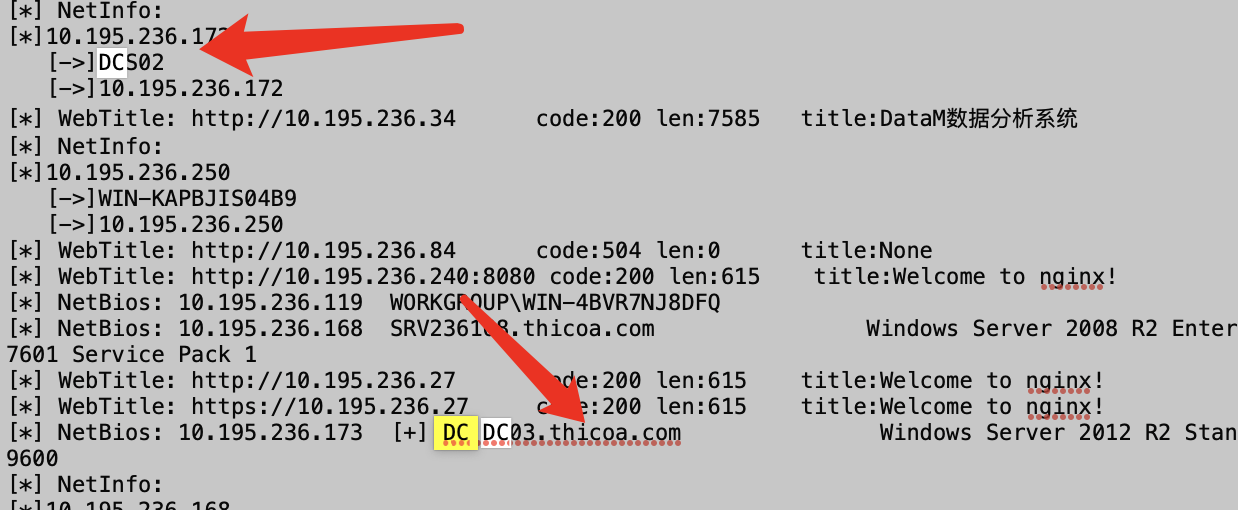 [*] NetInfo:
[*]10.195.236.172
[->]DCS02
[->]10.195.236.172
[*] WebTitle: http://10.195.236.34 code:200 len:7585 title:DataM数据分析系统
[*] NetInfo:
[*]10.195.236.250
[->]WIN-KAPBJIS04B9
[->]10.195.236.250
[*] WebTitle: http://10.195.236.84 code:504 len:0 title:None
[*] WebTitle: http://10.195.236.240:8080 code:200 len:615 title:Welcome to nginx!
[*] NetBios: 10.195.236.119 WORKGROUP\WIN-4BVR7NJ8DFQ
[*] NetBios: 10.195.236.168 SRV236168.thicoa.com Windows Server 2008 R2 Enter
7601 Service Pack 1
[*] WebTitle: http://10.195.236.27 code:200 len:615 title:Welcome to nginx!
[*] WebTitle: https://10.195.236.27 code:200 len:615 title:Welcome to nginx!
[*] NetBios: 10.195.236.173 [+] DC DC03.thicoa.com Windows Server 2012 R2 Stan
9600
[*] NetInfo:
[*]10.195.236.168